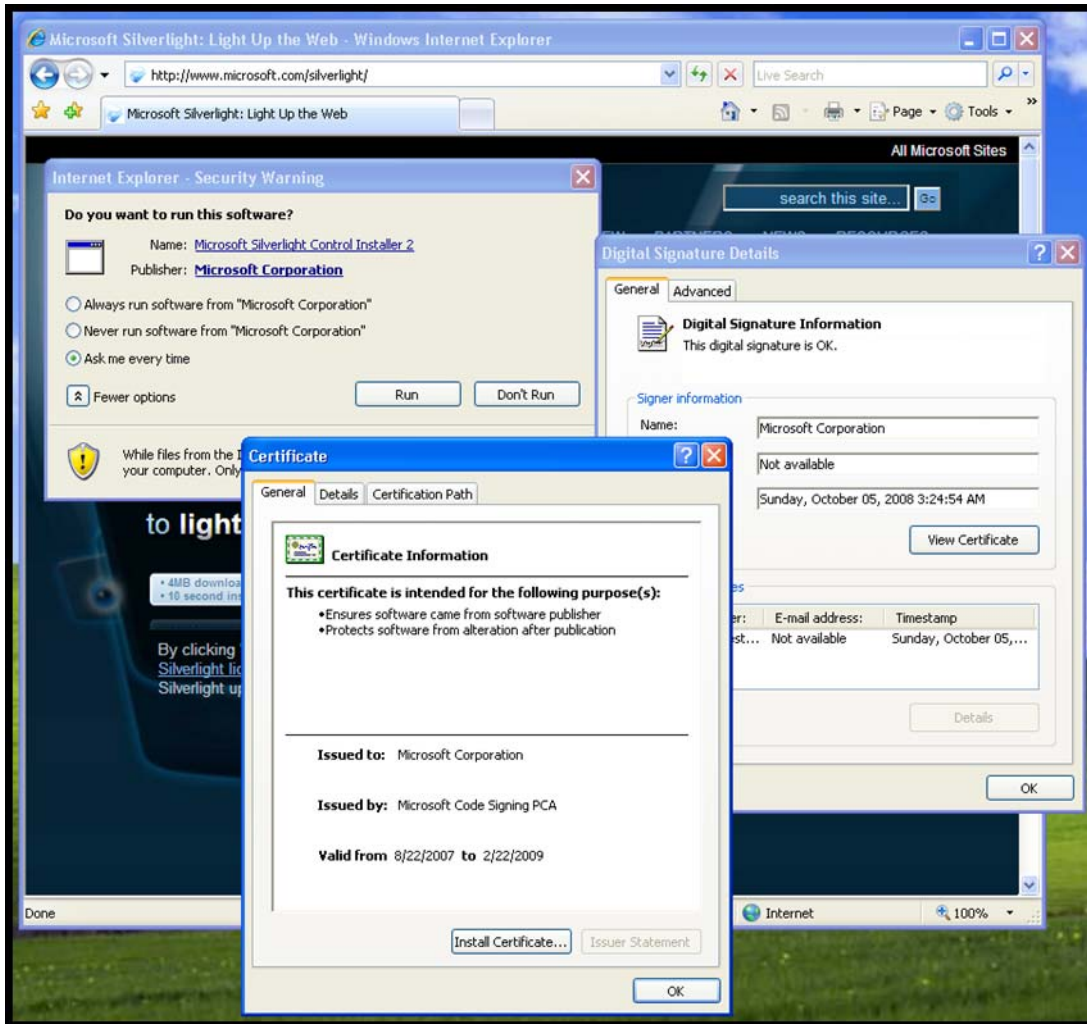 Microsoft Silverlight: Light Up the Web - Windows Internet Explorer
http://www.microsoft.com/silverlight/
Live Search
Microsoft Silverlight: Light Up the Web
Page
Tools
All Microsoft Sites
search this site...
Go
Internet Explorer - Security Warning
Do you want to run this software?
Name: Microsoft Silverlight Control Installer 2
Publisher: Microsoft Corporation
Always run software from "Microsoft Corporation"
Never run software from "Microsoft Corporation"
Ask me every time
Fewer options
Run
Don't Run
While files from the
your computer. Only
PARTNERS NEWS RESOURCES
Digital Signature Details
General Advanced
Digital Signature Information
This digital signature is OK.
Signer information
Name: Microsoft Corporation
Not available
Sunday, October 05, 2008 3:24:54 AM
View Certificate
E-mail address: Timestamp
Not available Sunday, October 05,...
Details
OK
to light
• 4MB
• 10 second
By clicking
Silverlight
Silverlight
Certificate
General Details Certification Path
Certificate Information
This certificate is intended for the following purpose(s):
•Ensures software came from software publisher
•Protects software from alteration after publication
Issued to: Microsoft Corporation
Issued by: Microsoft Code Signing PCA
Valid from 8/22/2007 to 2/22/2009
Install Certificate...
Issuer Statement
OK
Done
Internet
100%